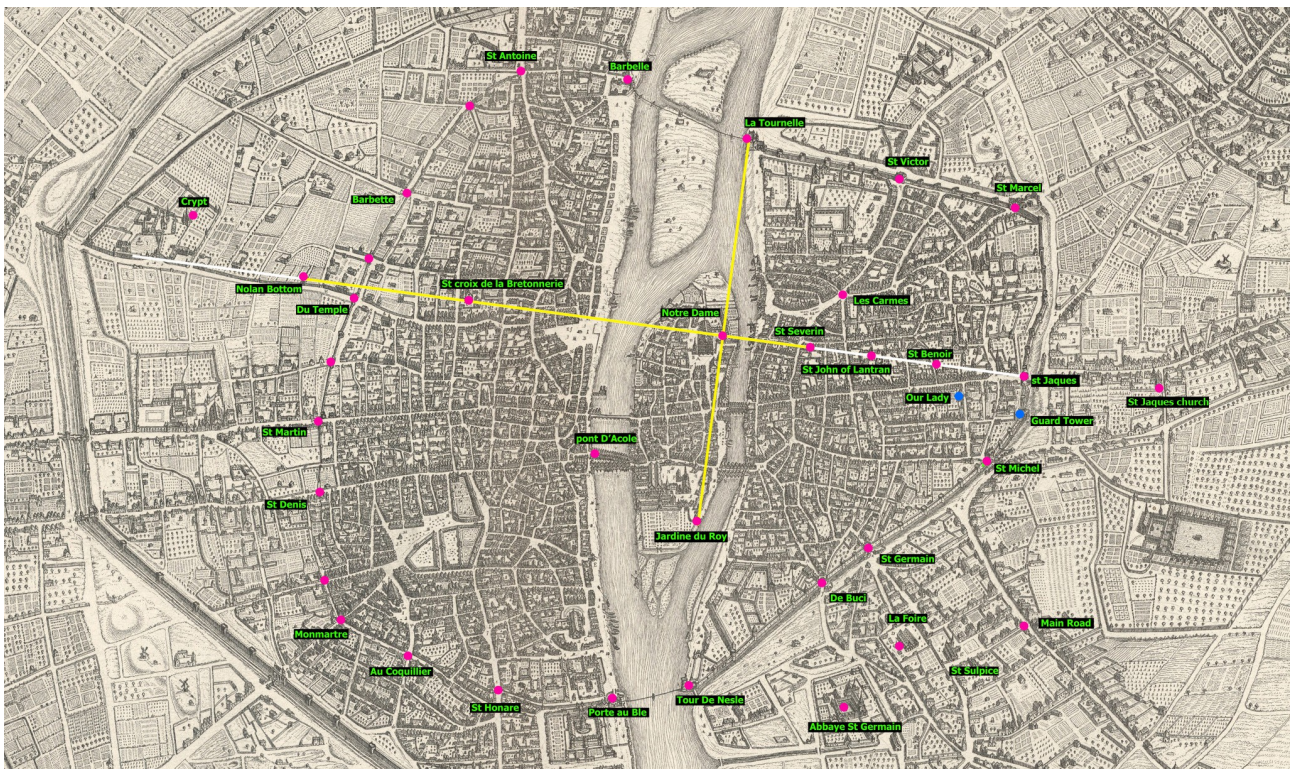 St Antoine
Barbelle
La Tournelle
St Victor
St Marcel
Barbette
Crypt
Nolan Bottom
St croix de la Bretonnerie
Les Carmes
Du Temple
Notre Dame
St Severin
St Benoir
St John of Lantran
st Jaques
Our Lady
St Jaques church
Guard Tower
St Martin
pont D'Acole
St Michel
St Denis
Jardine du Roy
St Germain
De Buci
La Foire
Main Road
Monmartre
Au Coquillier
St Sulpice
St Honare
Porte au Ble
Tour De Nesle
Abbaye St Germain